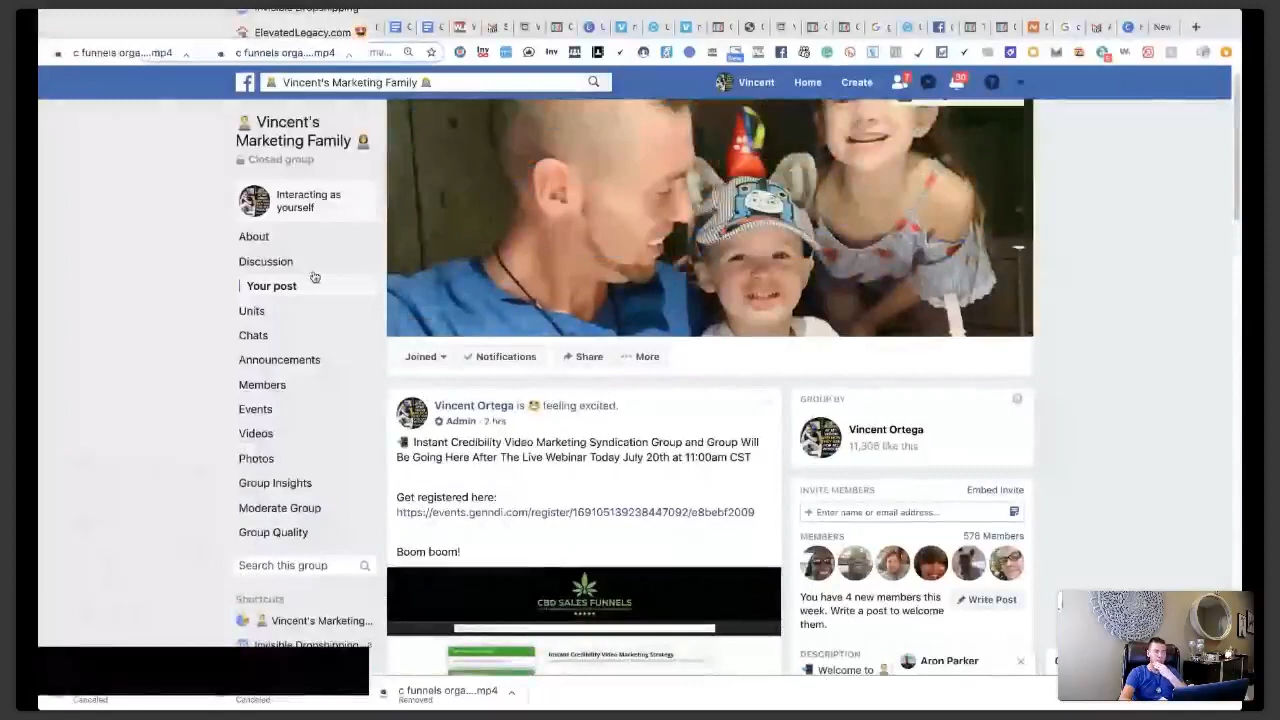 ElevatedLegacy.com
New
c funnels orga....mp4
c funnels orga....mp4
Vincent's Marketing Family
Vincent
Home
Create
7
30
Vincent's
Marketing Family
Closed group
Interacting as
yourself
About
Discussion
Your post
Units
Chats
Announcements
Members
Events
Videos
Photos
Group Insights
Moderate Group
Group Quality
Search this group
Shortcuts
Vincent's Marketing...
Invisible Dropshipping
Joined
Notifications
Share
More
Vincent Ortega is feeling excited.
Admin · 2 hrs
Instant Credibility Video Marketing Syndication Group and Group Will
Be Going Here After The Live Webinar Today July 20th at 11:00am CST
Get registered here:
https://events.genndi.com/register/169105139238447092/e8bebf2009
Boom boom!
CBD SALES FUNNELS
Instant Credibility Video Marketing Strategy
GROUP BY
Vincent Ortega
11,308 like this
INVITE MEMBERS
Embed Invite
+ Enter name or email address...
MEMBERS
578 Members
You have 4 new members this
week. Write a post to welcome
them.
Write Post
DESCRIPTION
Welcome to
Aron Parker
Canceled
Canceled
c funnels orga....mp4
Removed